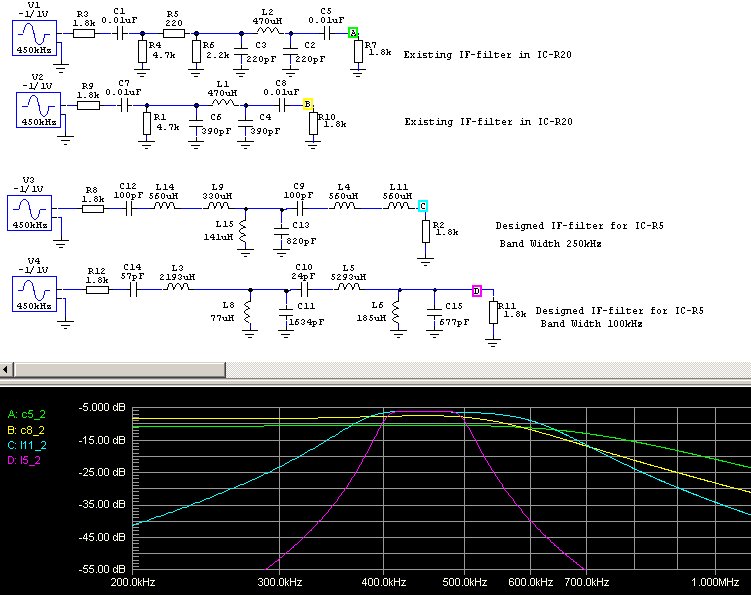 V1
-1/1V
450kHz
R3
1.8k
C1
0.01uF
R5
220
L2
470uH
C5
0.01uF
A
R4
4.7k
R6
2.2k
C3
220pF
C2
220pF
R7
1.8k
Existing IF-filter in IC-R20
V2
-1/1V
450kHz
R9
1.8k
C7
0.01uF
L1
470uH
C8
0.01uF
B
R1
4.7k
C6
390pF
C4
390pF
R10
1.8k
Existing IF-filter in IC-R20
V3
-1/1V
450kHz
R8
1.8k
C12
100pF
L14
560uH
L9
330uH
C9
100pF
L4
560uH
L11
560uH
C
L15
141uH
C13
820pF
R2
1.8k
Designed IF-filter for IC-R5
Band Width 250kHz
V4
-1/1V
450kHz
R12
1.8k
C14
57pF
L3
2193uH
C10
24pF
L5
5293uH
D
L8
77uH
C11
1634pF
L6
185uH
C15
677pF
R11
1.8k
Designed IF-filter for IC-R5
Band Width 100kHz
A: c5_2
B: c8_2
C: l11_2
D: l5_2
-5.000 dB
-15.00 dB
-25.00 dB
-35.00 dB
-45.00 dB
-55.00 dB
200.0kHz 300.0kHz 400.0kHz 500.0kHz 600.0kHz 700.0kHz 1.000MHz